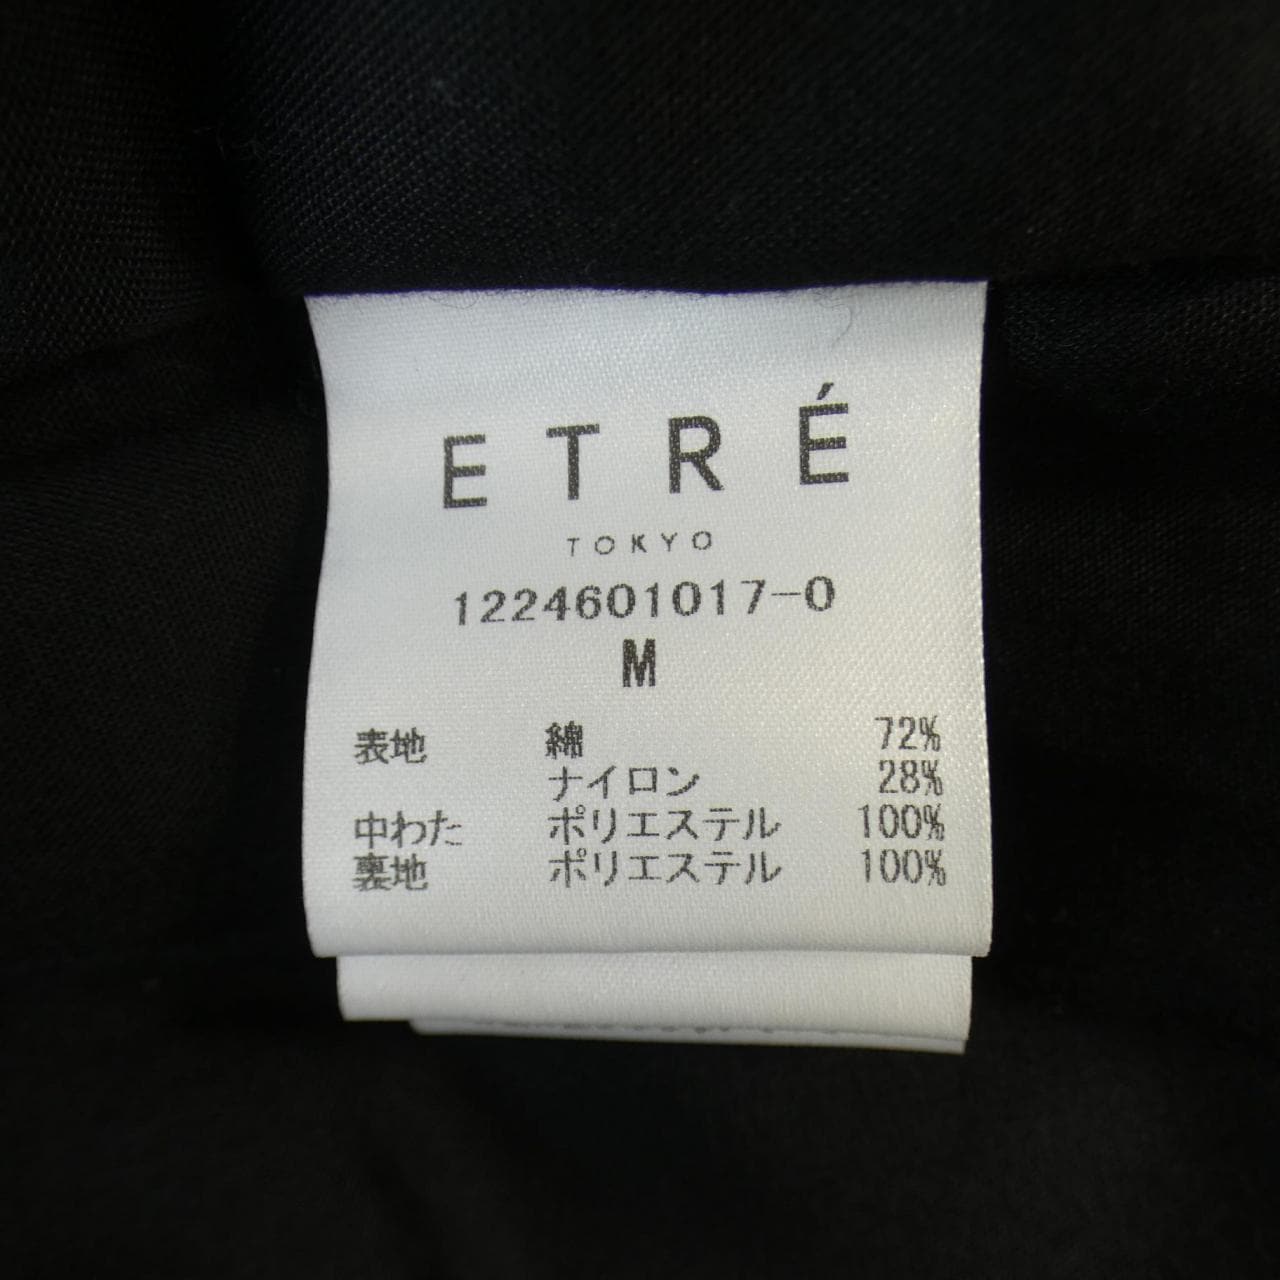 ETRÉ
TOKYO
1224601017-0
M
表地 綿 72%
ナイロン 28%
中わた ポリエステル 100%
裏地 ポリエステル 100%